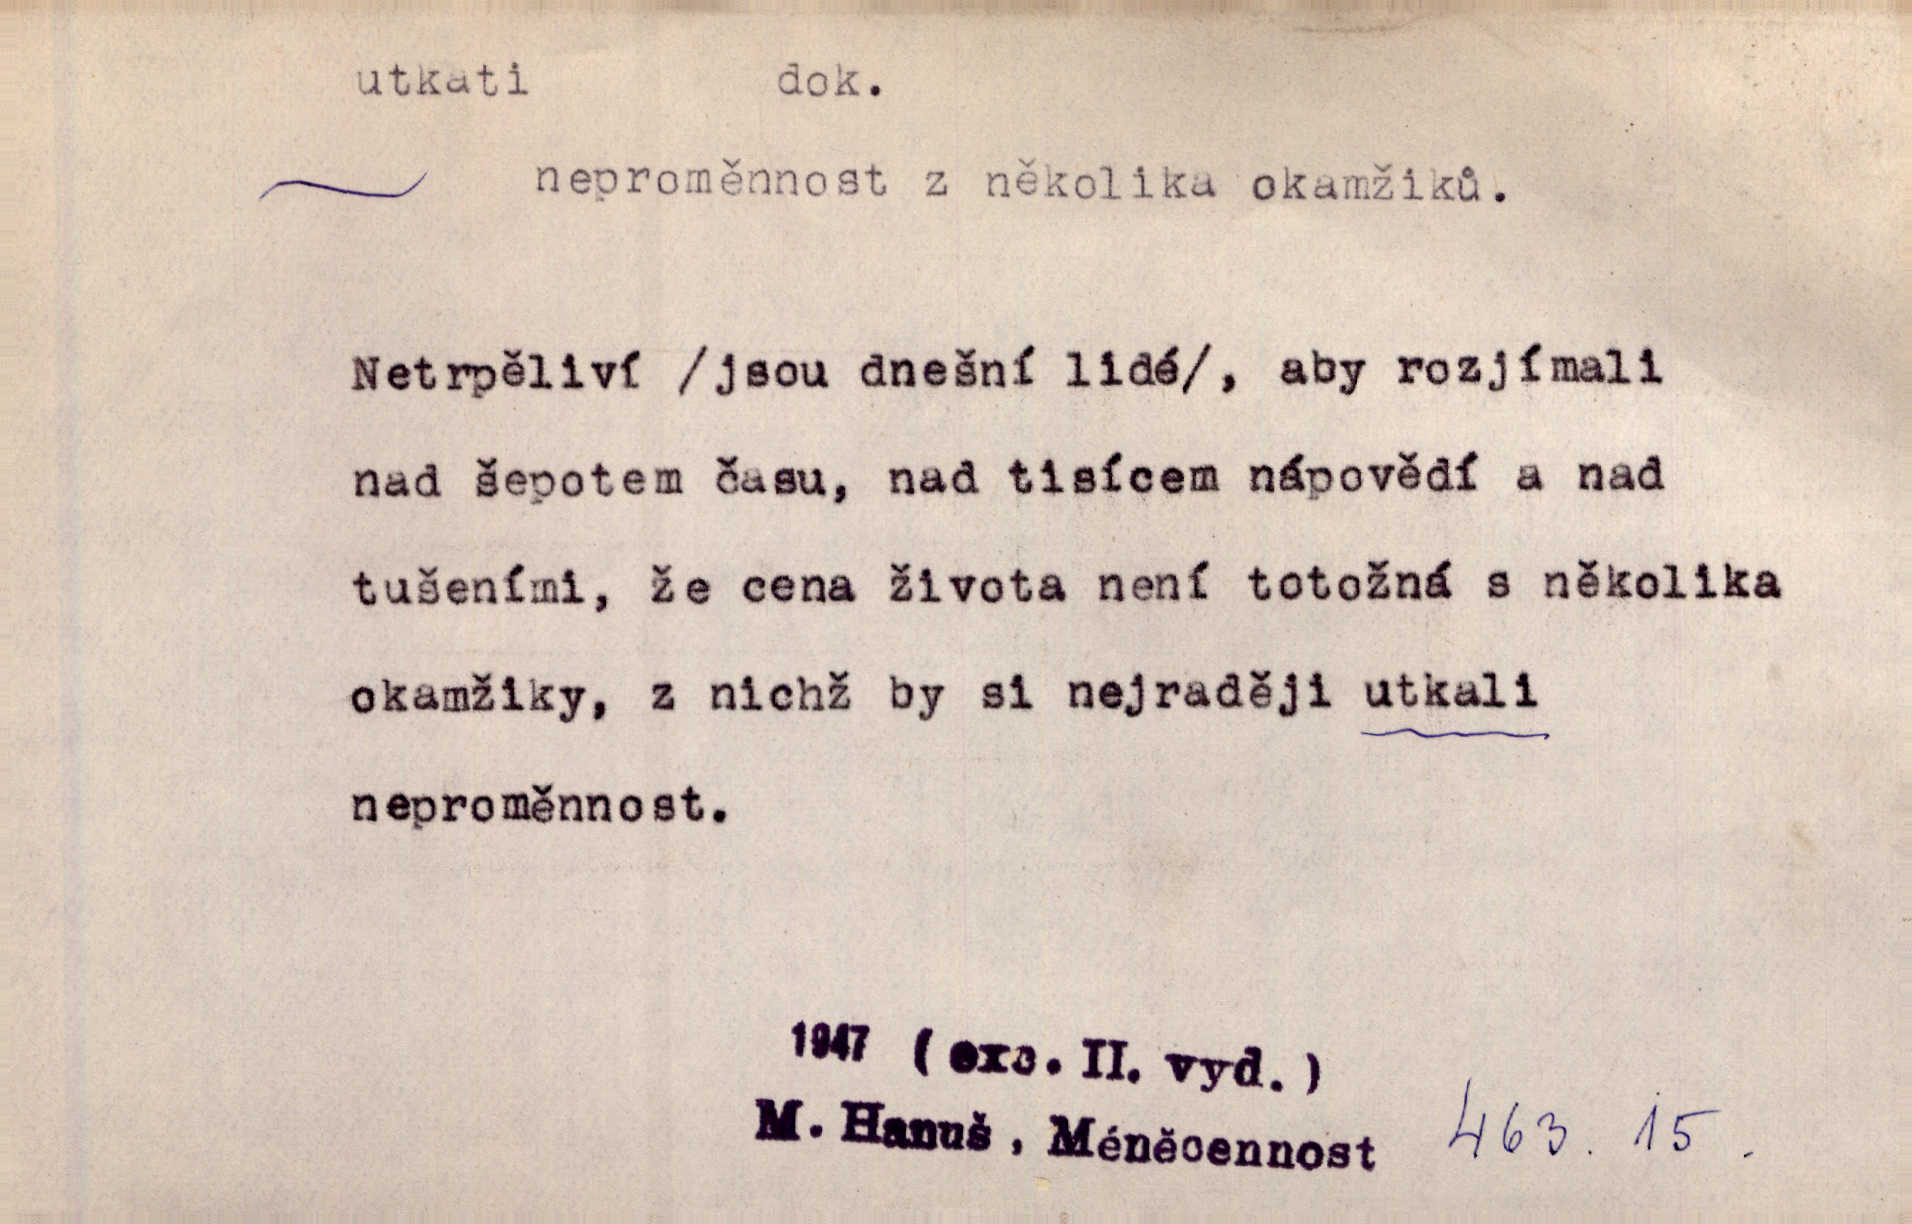 utkati dok.
neproměnnost z několika okamžiků.
Netrpěliví /jsou dnešní lidé/, aby rozjímali
nad šepotem času, nad tisícem nápovědí a nad
tušeními, že cena života není totožná s několika
okamžiky, z nichž by si nejraději utkali
neproměnnost.
1947 (exc. II. vyd.)
M. Hanuš, Méněcennost 463. 15.